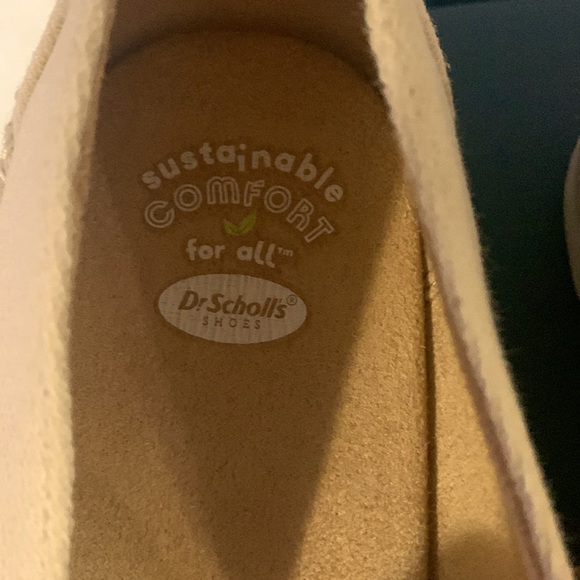 sustainable
COMFORT
for all™
Dr Scholl's®
SHOES